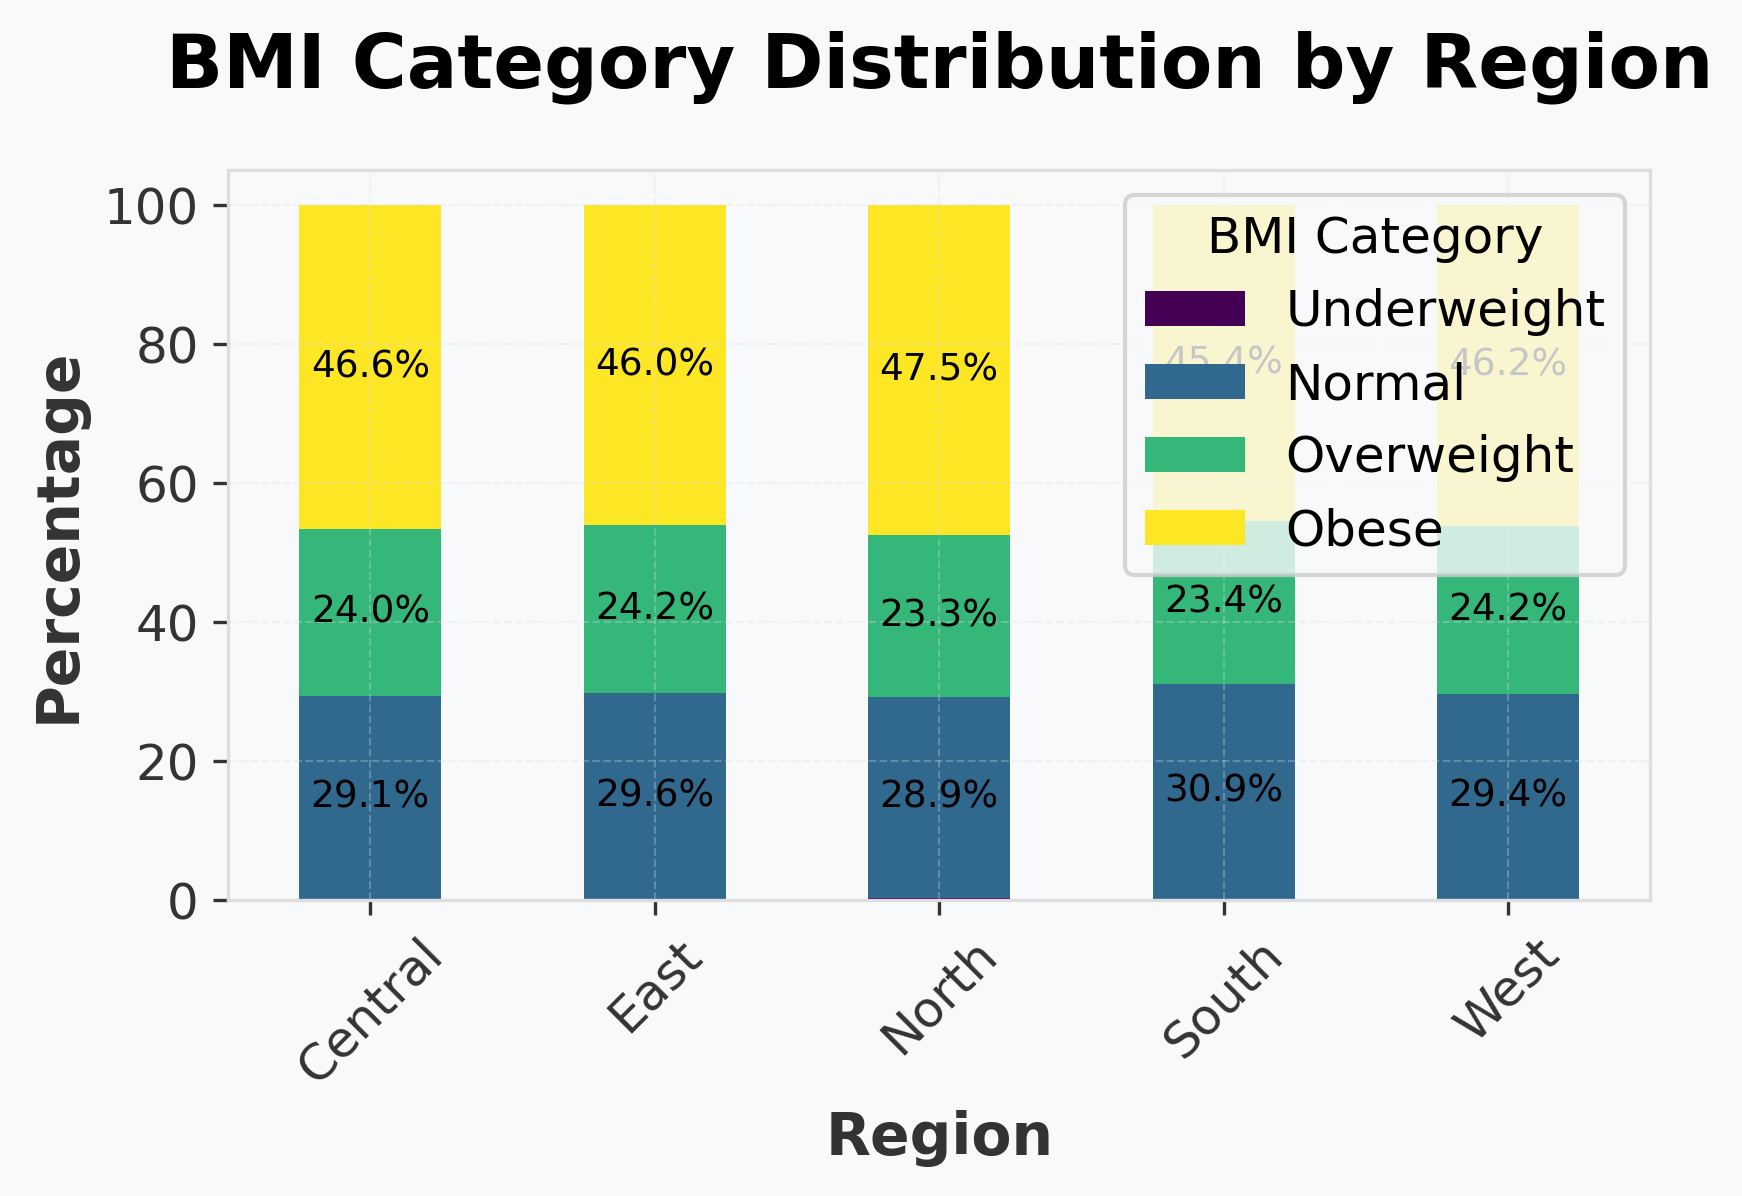 BMI Category Distribution by Region
Percentage
100
80
60
40
20
0
46.6%
46.0%
47.5%
45.4%
46.2%
24.0%
24.2%
23.3%
23.4%
24.2%
29.1%
29.6%
28.9%
30.9%
29.4%
BMI Category
Underweight
Normal
Overweight
Obese
Central
East
North
South
West
Region